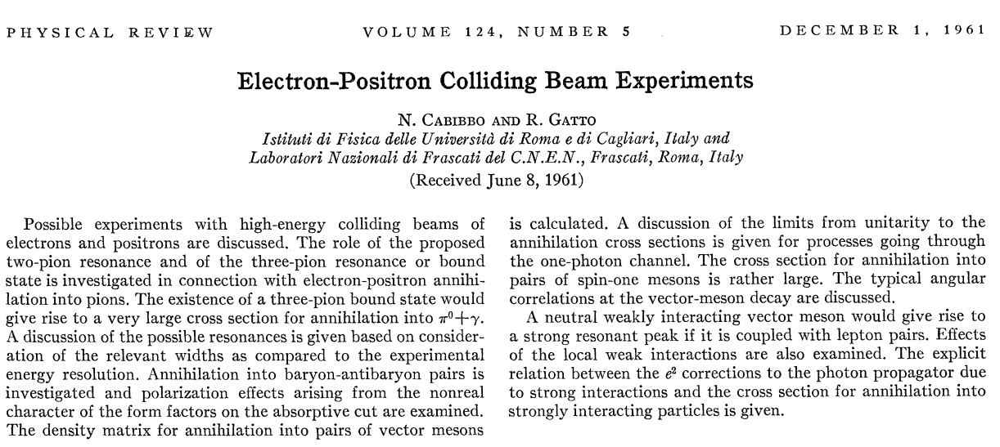 PHYSICAL REVIEW VOLUME 124, NUMBER 5 DECEMBER 1, 1961
Electron-Positron Colliding Beam Experiments
N. CABIBBO AND R. GATTO
Istituti di Fisica delle Università di Roma e di Cagliari, Italy and
Laboratori Nazionali di Frascati del C.N.E.N., Frascati, Roma, Italy
(Received June 8, 1961)
Possible experiments with high-energy colliding beams of
electrons and positrons are discussed. The role of the proposed
two-pion resonance and of the three-pion resonance or bound
state is investigated in connection with electron-positron annihi-
lation into pions. The existence of a three-pion bound state would
give rise to a very large cross section for annihilation into π⁰+γ.
A discussion of the possible resonances is given based on consider-
ation of the relevant widths as compared to the experimental
energy resolution. Annihilation into baryon-antibaryon pairs is
investigated and polarization effects arising from the nonreal
character of the form factors on the absorptive cut are examined.
The density matrix for annihilation into pairs of vector mesons
is calculated. A discussion of the limits from unitarity to the
annihilation cross sections is given for processes going through
the one-photon channel. The cross section for annihilation into
pairs of spin-one mesons is rather large. The typical angular
correlations at the vector-meson decay are discussed.
A neutral weakly interacting vector meson would give rise to
a strong resonant peak if it is coupled with lepton pairs. Effects
of the local weak interactions are also examined. The explicit
relation between the e² corrections to the photon propagator due
to strong interactions and the cross section for annihilation into
strongly interacting particles is given.